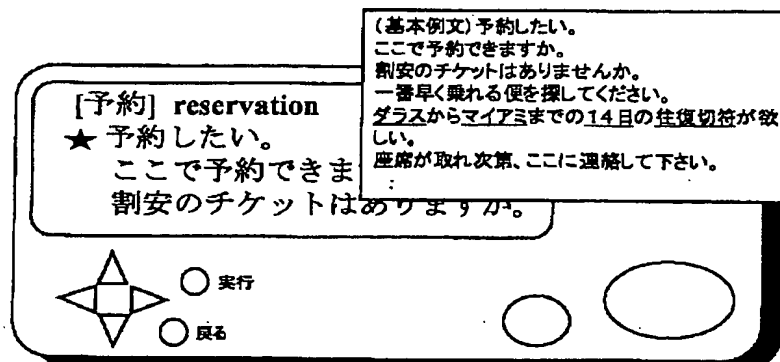 (基本例文)予約したい。
ここで予約できますか。
割安のチケットはありませんか。
一番早く乗れる便を探してください。
ダラスからマイアミまでの14日の往復切符が欲
しい。
座席が取れ次第、ここに連絡して下さい。
:
[予約] reservation
★ 予約したい。
ここで予約できま
割安のチケットはありますか。
実行
戻る